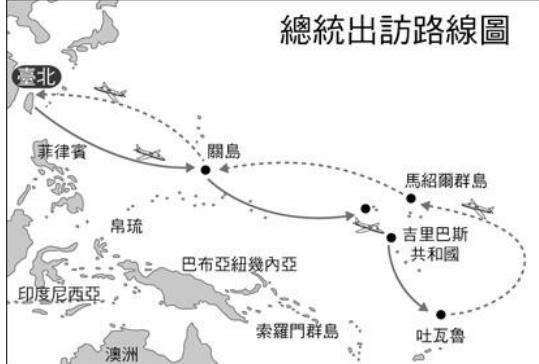 總統出訪路線圖
臺北
菲律賓
關島
馬紹爾群島
帛琉
吉里巴斯
共和國
巴布亞紐幾內亞
印度尼西亞
索羅門群島
吐瓦魯
澳洲